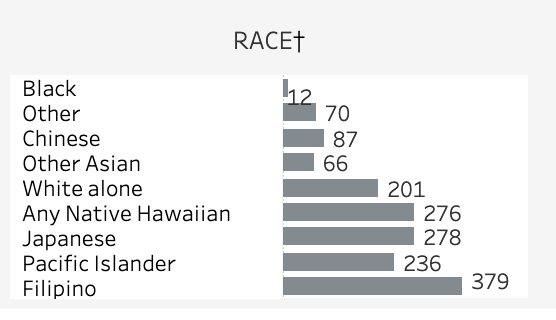 RACE†
Black 12
Other 70
Chinese 87
Other Asian 66
White alone 201
Any Native Hawaiian 276
Japanese 278
Pacific Islander 236
Filipino 379